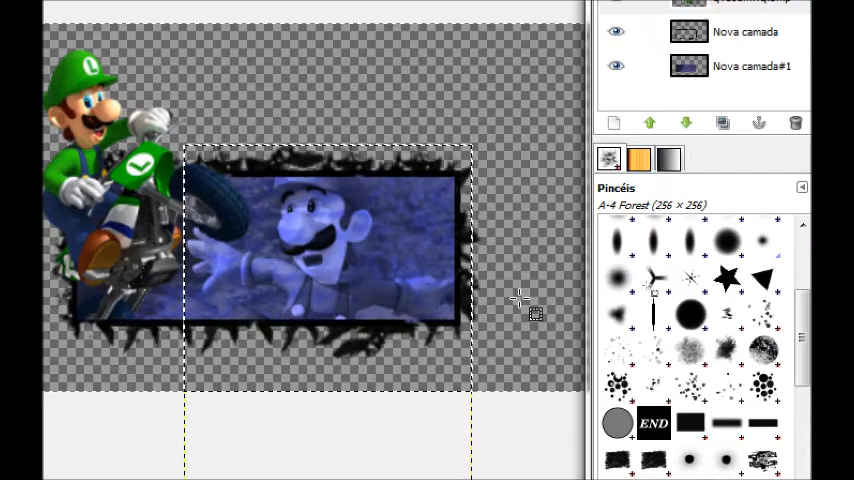 Nova camada
Nova camada#1
Pincéis
A-4 Forest (256 × 256)
END
L